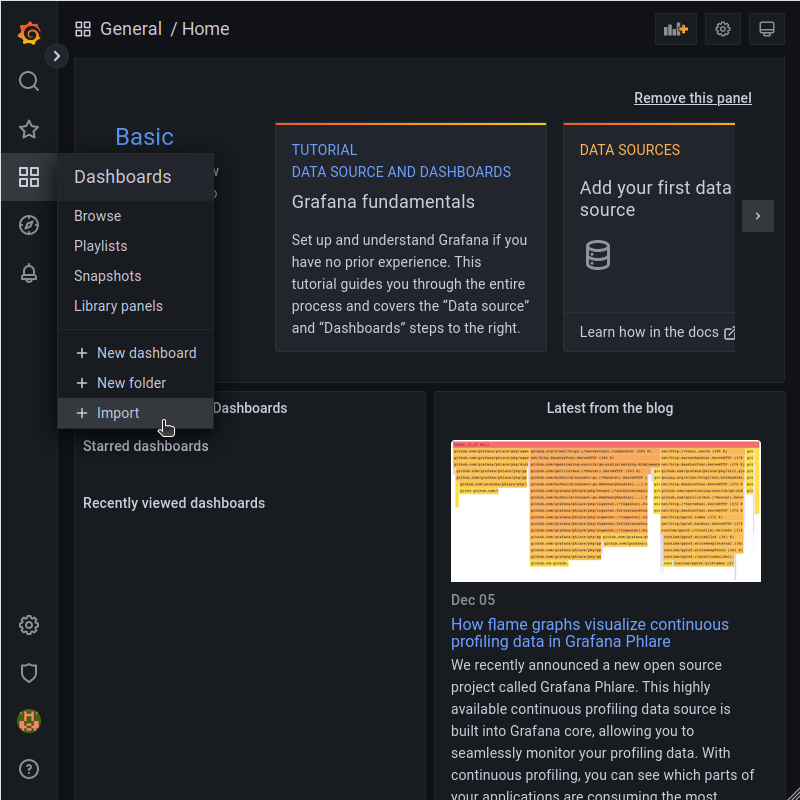 General / Home
Remove this panel
Basic
TUTORIAL
DATA SOURCE AND DASHBOARDS
Grafana fundamentals
Set up and understand Grafana if you
have no prior experience. This
tutorial guides you through the entire
process and covers the “Data source”
and “Dashboards” steps to the right.
DATA SOURCES
Add your first data
source
Learn how in the docs
Dashboards
Browse
Playlists
Snapshots
Library panels
New dashboard
New folder
Import
Dashboards
Starred dashboards
Recently viewed dashboards
Latest from the blog
Dec 05
How flame graphs visualize continuous
profiling data in Grafana Phlare
We recently announced a new open source
project called Grafana Phlare. This highly
available continuous profiling data source is
built into Grafana core, allowing you to
seamlessly monitor your profiling data. With
continuous profiling, you can see which parts of
your applications are consuming the most